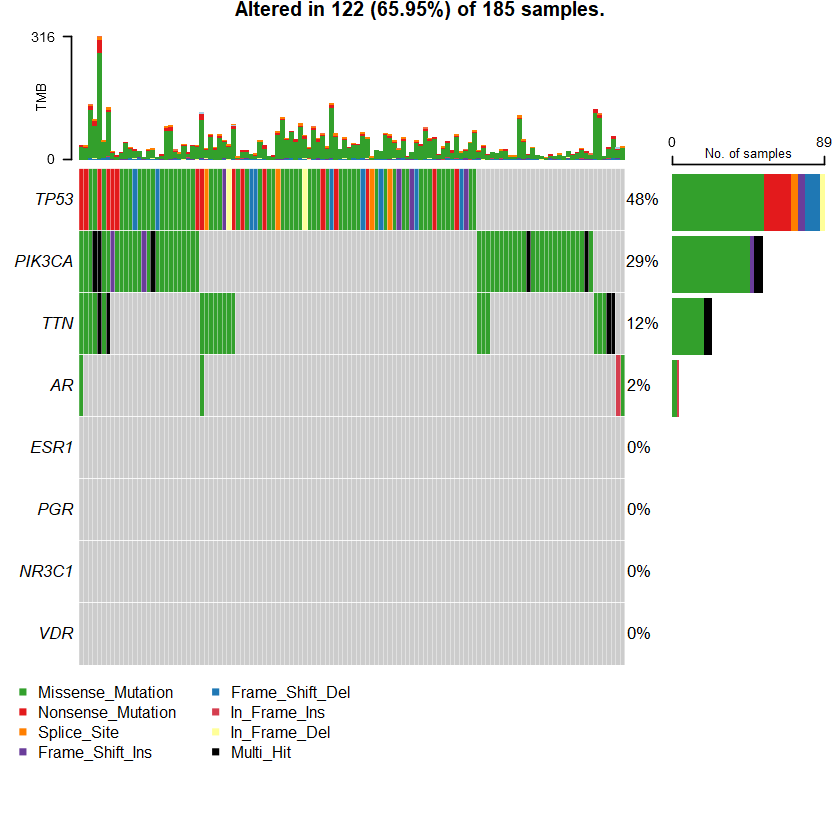 Altered in 122 (65.95%) of 185 samples.
316
TMB
0
0 89
No. of samples
TP53 48%
PIK3CA 29%
TTN 12%
AR 2%
ESR1 0%
PGR 0%
NR3C1 0%
VDR 0%
Missense_Mutation Frame_Shift_Del
Nonsense_Mutation In_Frame_Ins
Splice_Site In_Frame_Del
Frame_Shift_Ins Multi_Hit